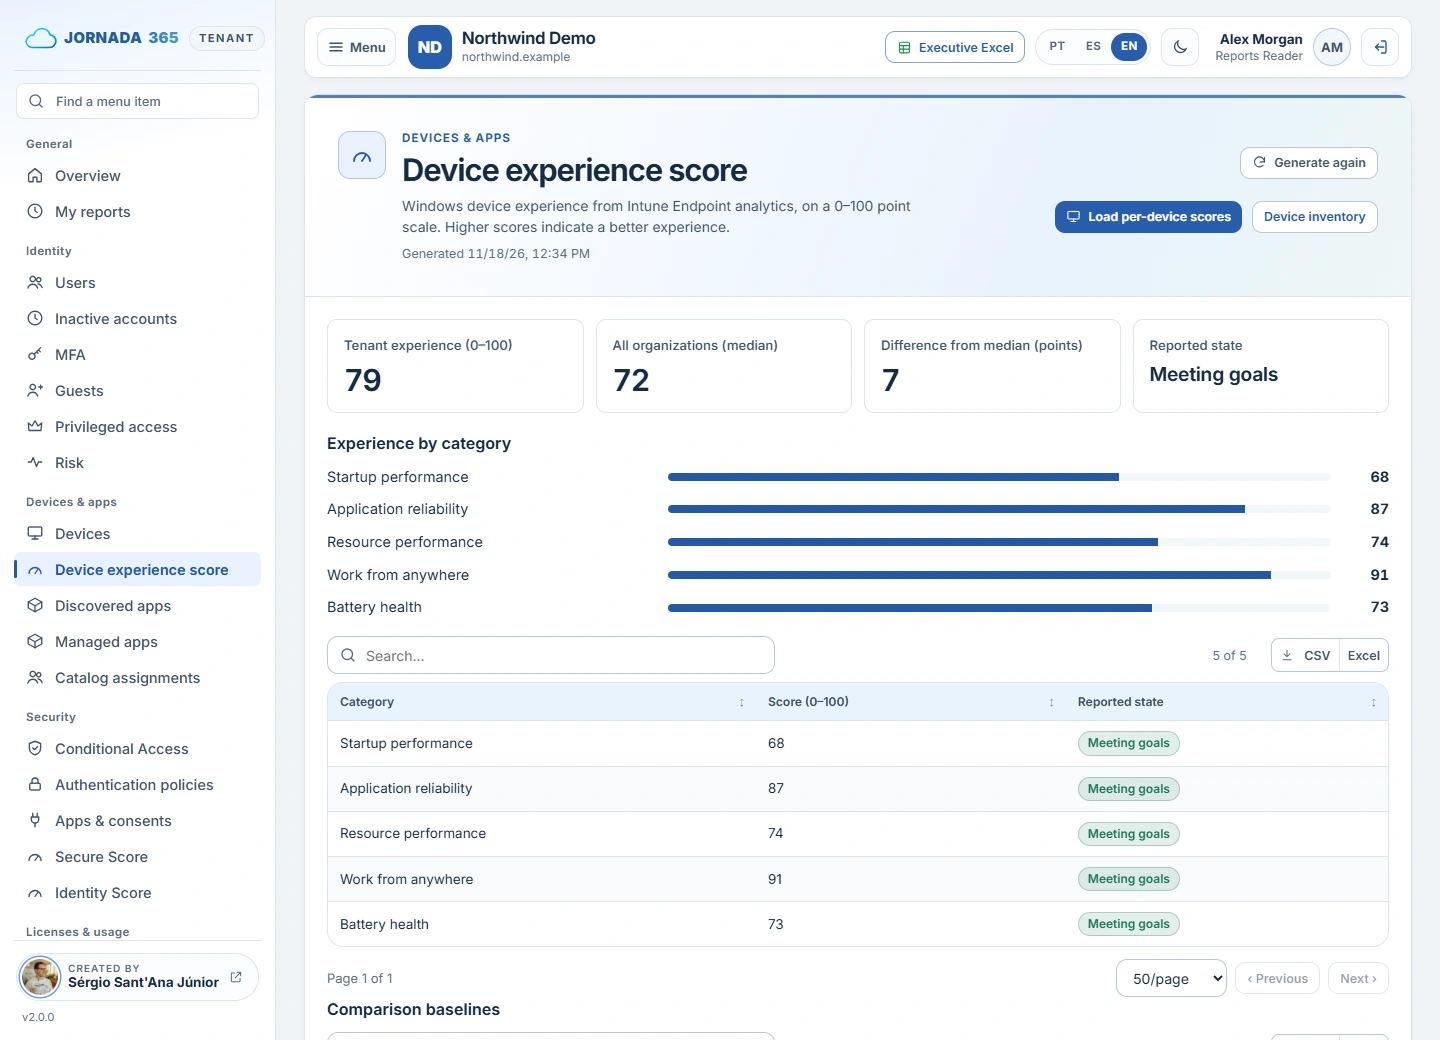 JORNADA 365 TENANT
Find a menu item
General
Overview
My reports
Identity
Users
Inactive accounts
MFA
Guests
Privileged access
Risk
Devices & apps
Devices
Device experience score
Discovered apps
Managed apps
Catalog assignments
Security
Conditional Access
Authentication policies
Apps & consents
Secure Score
Identity Score
Licenses & usage
CREATED BY
Sérgio Sant'Ana Júnior
v2.0.0
Menu
ND
Northwind Demo
northwind.example
Executive Excel
PT ES EN
Alex Morgan
Reports Reader
AM
DEVICES & APPS
Device experience score
Windows device experience from Intune Endpoint analytics, on a 0–100 point
scale. Higher scores indicate a better experience.
Generated 11/18/26, 12:34 PM
Generate again
Load per-device scores
Device inventory
Tenant experience (0–100)
79
All organizations (median)
72
Difference from median (points)
7
Reported state
Meeting goals
Experience by category
Startup performance 68
Application reliability 87
Resource performance 74
Work from anywhere 91
Battery health 73
Search...
5 of 5
CSV Excel
Category Score (0–100) Reported state
Startup performance 68 Meeting goals
Application reliability 87 Meeting goals
Resource performance 74 Meeting goals
Work from anywhere 91 Meeting goals
Battery health 73 Meeting goals
Page 1 of 1
50/page
‹ Previous
Next ›
Comparison baselines